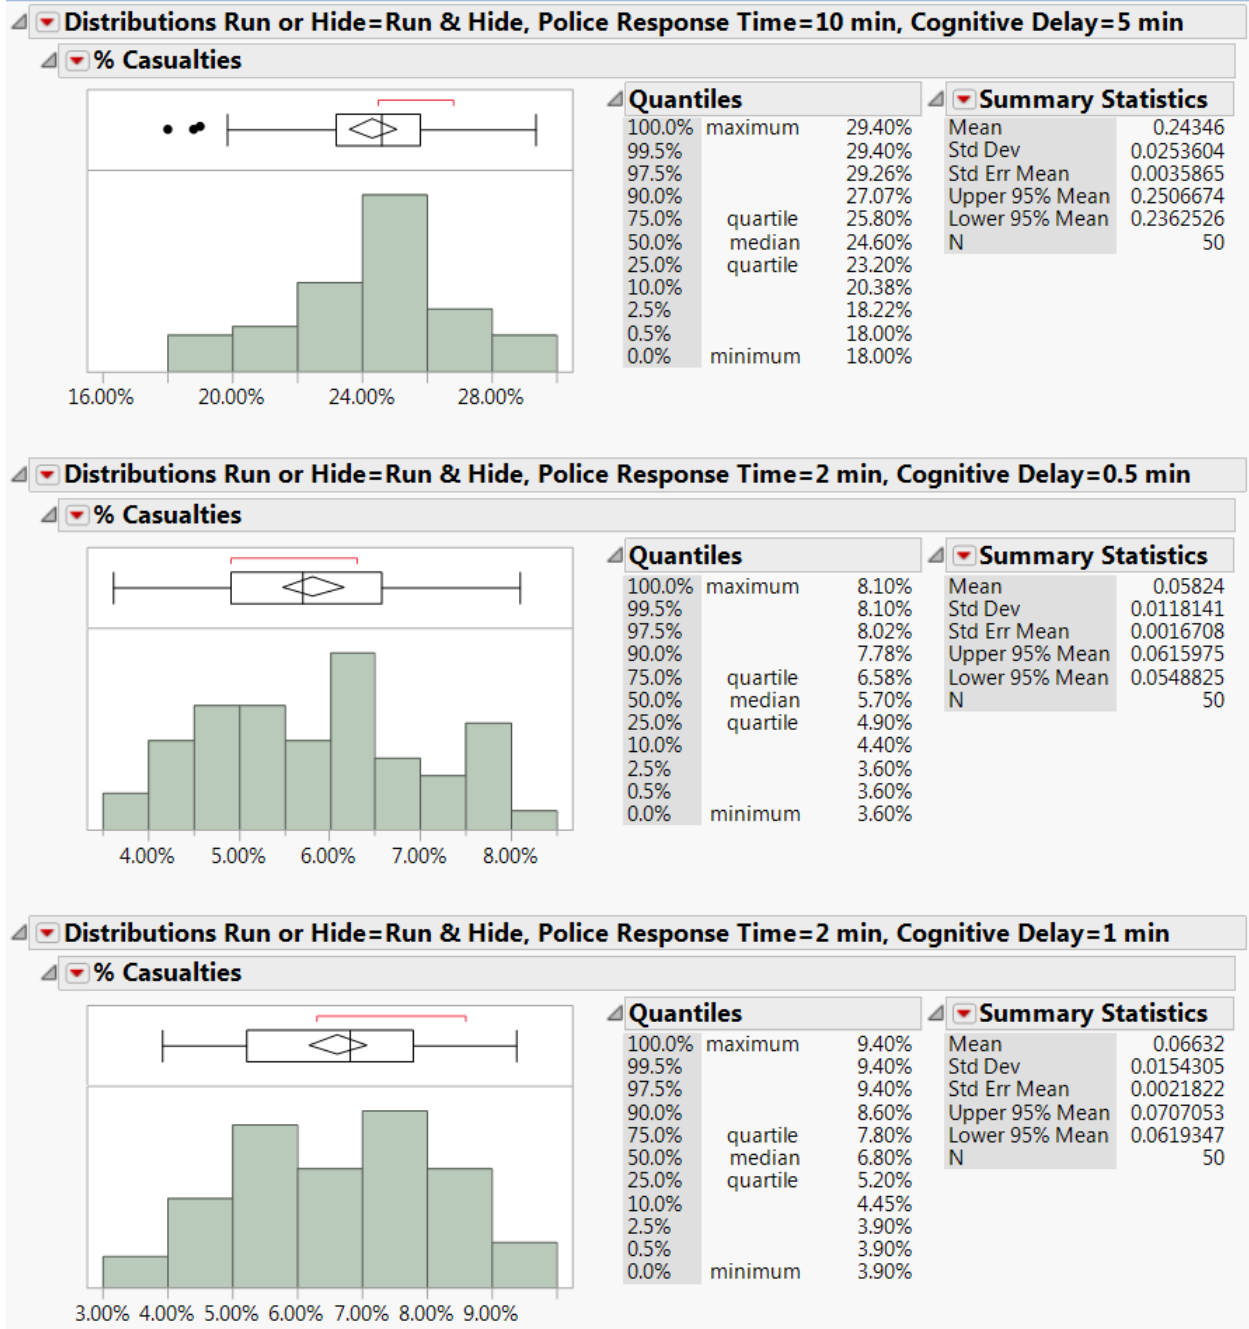 Distributions Run or Hide=Run & Hide, Police Response Time=10 min, Cognitive Delay=5 min
% Casualties
16.00% 20.00% 24.00% 28.00%
Quantiles
100.0% maximum 29.40%
99.5% 29.40%
97.5% 29.26%
90.0% 27.07%
75.0% quartile 25.80%
50.0% median 24.60%
25.0% quartile 23.20%
10.0% 20.38%
2.5% 18.22%
0.5% 18.00%
0.0% minimum 18.00%
Summary Statistics
Mean 0.24346
Std Dev 0.0253604
Std Err Mean 0.0035865
Upper 95% Mean 0.2506674
Lower 95% Mean 0.2362526
N 50
Distributions Run or Hide=Run & Hide, Police Response Time=2 min, Cognitive Delay=0.5 min
% Casualties
4.00% 5.00% 6.00% 7.00% 8.00%
Quantiles
100.0% maximum 8.10%
99.5% 8.10%
97.5% 8.02%
90.0% 7.78%
75.0% quartile 6.58%
50.0% median 5.70%
25.0% quartile 4.90%
10.0% 4.40%
2.5% 3.60%
0.5% 3.60%
0.0% minimum 3.60%
Summary Statistics
Mean 0.05824
Std Dev 0.0118141
Std Err Mean 0.0016708
Upper 95% Mean 0.0615975
Lower 95% Mean 0.0548825
N 50
Distributions Run or Hide=Run & Hide, Police Response Time=2 min, Cognitive Delay=1 min
% Casualties
3.00% 4.00% 5.00% 6.00% 7.00% 8.00% 9.00%
Quantiles
100.0% maximum 9.40%
99.5% 9.40%
97.5% 9.40%
90.0% 8.60%
75.0% quartile 7.80%
50.0% median 6.80%
25.0% quartile 5.20%
10.0% 4.45%
2.5% 3.90%
0.5% 3.90%
0.0% minimum 3.90%
Summary Statistics
Mean 0.06632
Std Dev 0.0154305
Std Err Mean 0.0021822
Upper 95% Mean 0.0707053
Lower 95% Mean 0.0619347
N 50